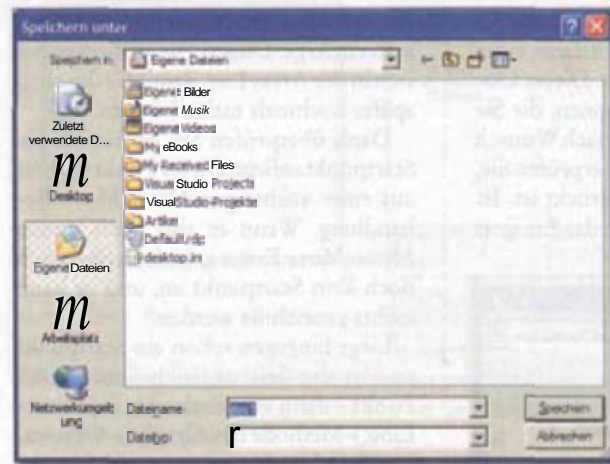 Speichern unter
Speichern in:
Eigene Dateien
Zuletzt
verwendete D...
Desktop
Eigene Dateien
Arbeitsplatz
Netzwerkumgeb
ung
Eigene Bilder
Eigene Musik
Eigene Videos
My eBooks
My Received Files
Visual Studio Projects
Visual Studio-Projekte
Artikel
Default.rdp
desktop.ini
Dateiname:
Speichern
Dateityp:
Abbrechen